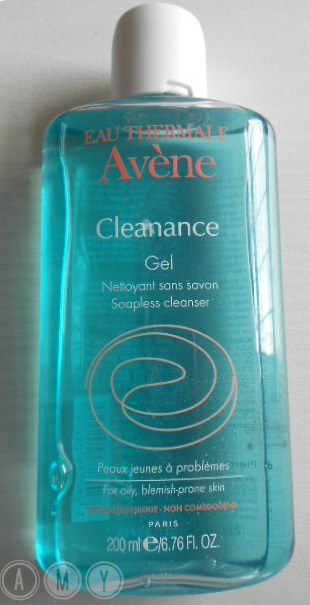 EAU THERMALE
Avène
Cleanance
Gel
Nettoyant sans savon
Soapless cleanser
Peaux jeunes à problèmes
For oily, blemish-prone skin
NON COMÉDOGÈNE
PARIS
200 ml e/6.76 FL. OZ.
AMY